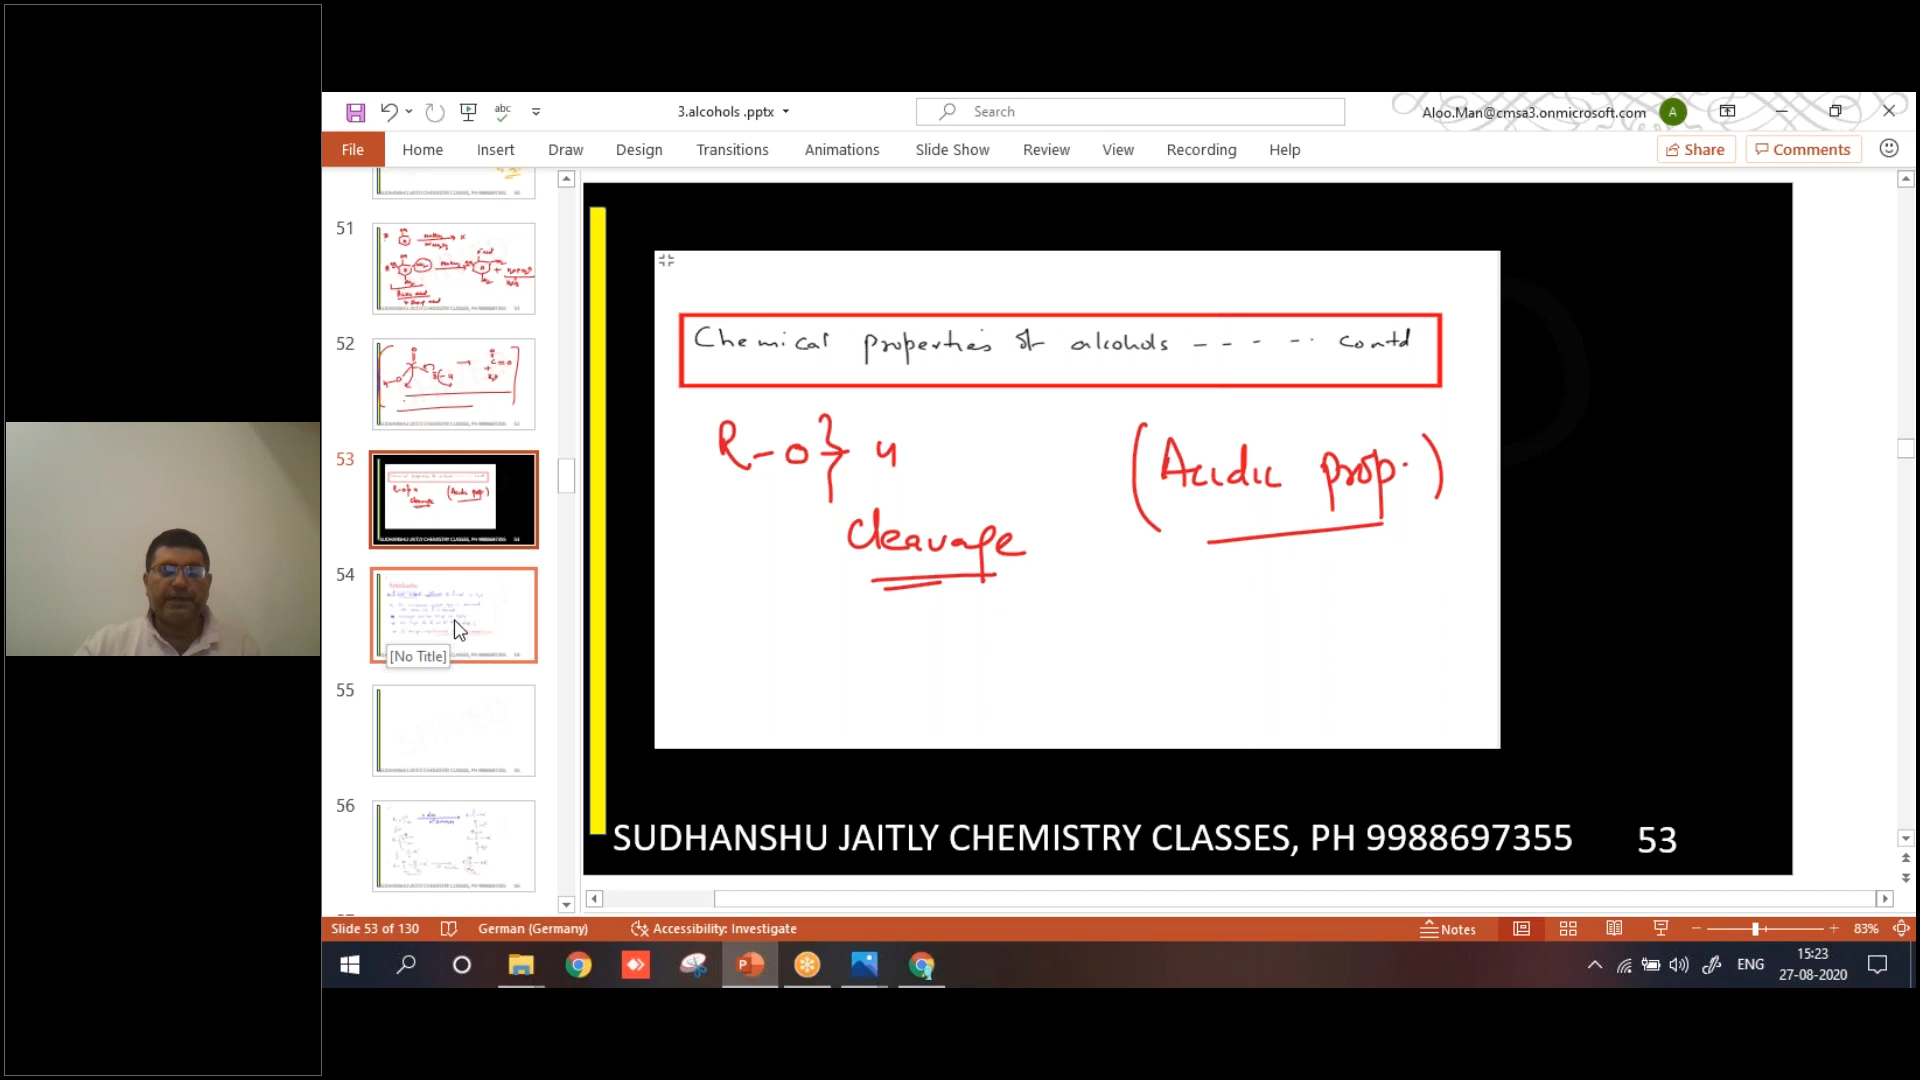 3.alcohols .pptx
Search
Aloo.Man@cmsa3.onmicrosoft.com
A
File Home Insert Draw Design Transitions Animations Slide Show Review View Recording Help
Share Comments
51
52
53
54
[No Title]
55
56
Chemical properties of alcohols - - - - - - contd
R-O} H
(Acidic prop.)
cleavage
SUDHANSHU JAITLY CHEMISTRY CLASSES, PH 9988697355 53
Slide 53 of 130 German (Germany) Accessibility: Investigate Notes 83%
ENG
15:23
27-08-2020